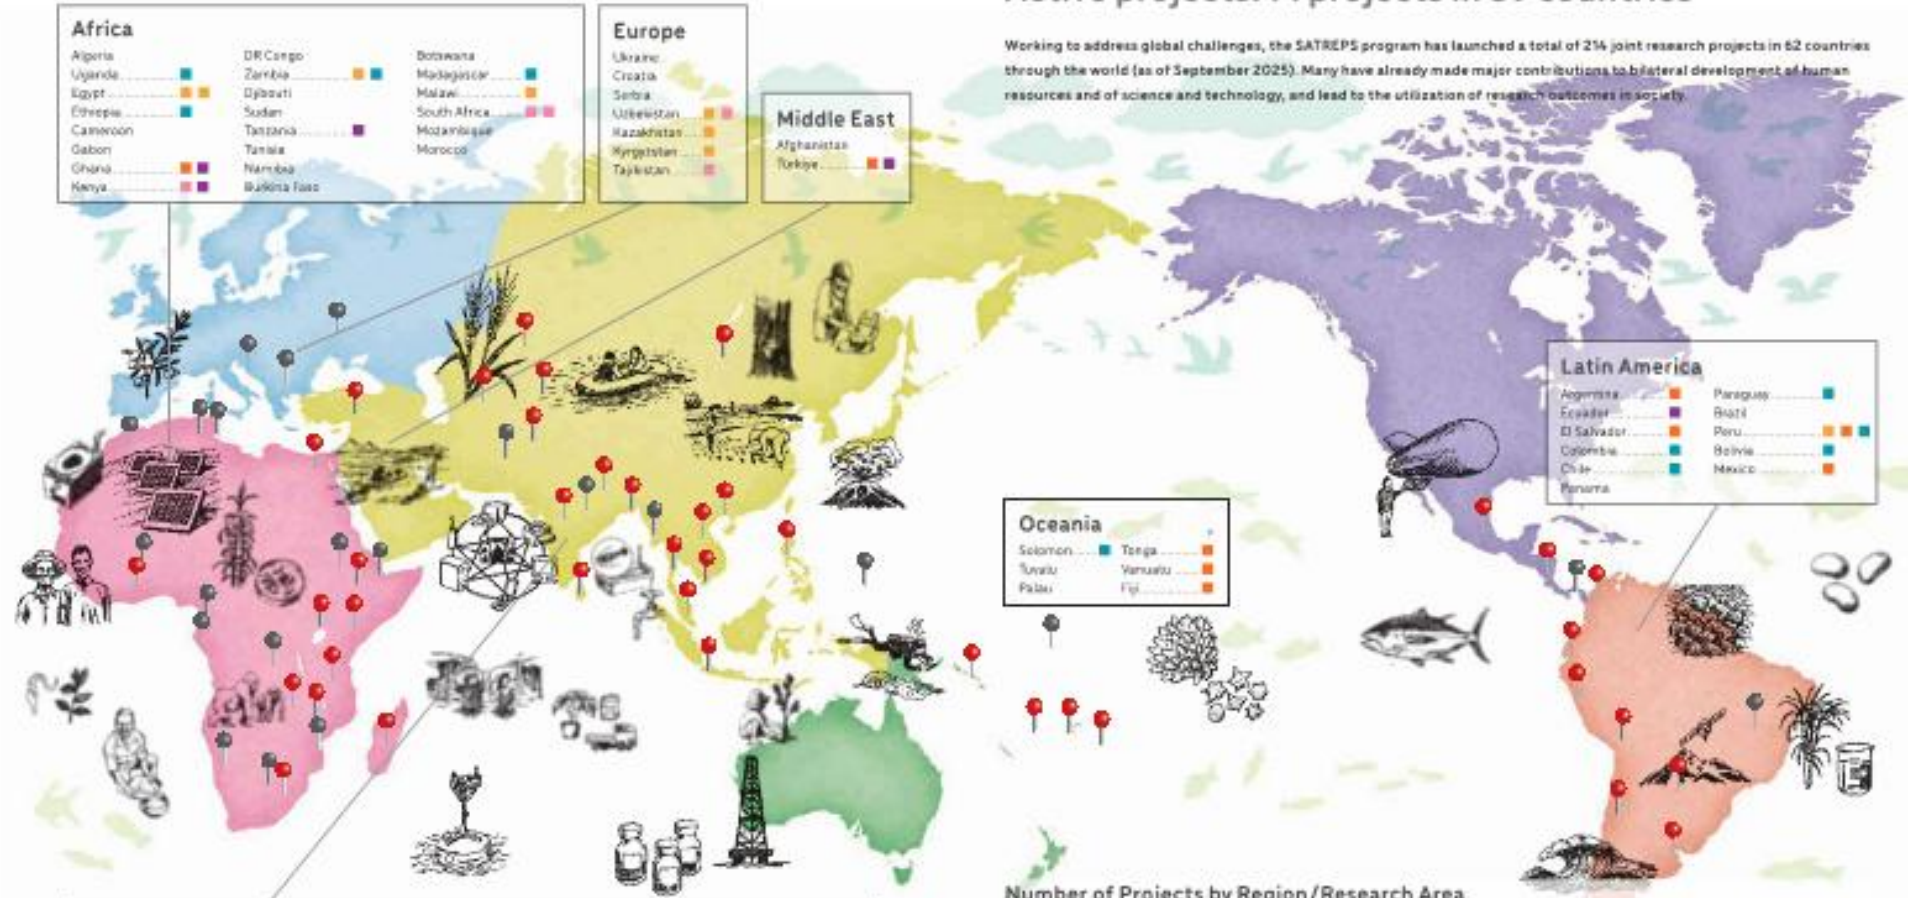 Africa
Algeria
Uganda
Egypt
Ethiopia
Cameroon
Gabon
Ghana
Kenya
DR Congo
Zambia
Djibouti
Sudan
Tanzania
Tunisia
Namibia
Burkina Faso
Botswana
Madagascar
Malawi
South Africa
Mozambique
Morocco
Europe
Ukraine
Croatia
Serbia
Uzbekistan
Kazakhstan
Kyrgyzstan
Tajikistan
Middle East
Afghanistan
Türkiye
Working to address global challenges, the SATREPS program has launched a total of 214 joint research projects in 62 countries
through the world (as of September 2025). Many have already made major contributions to bilateral development of human
resources and of science and technology, and lead to the utilization of research outcomes in society.
Oceania
Solomon
Tuvalu
Palau
Tonga
Vanuatu
Fiji
Latin America
Argentina
Ecuador
El Salvador
Colombia
Chile
Panama
Paraguay
Brazil
Peru
Bolivia
Mexico
Number of Projects by Region/Research Area